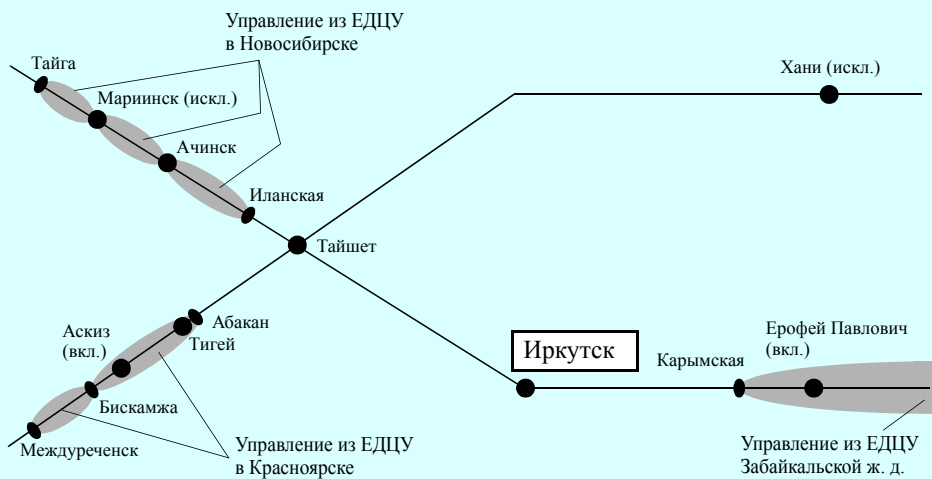 Управление из ЕДЦУ
в Новосибирске
Тайга
Мариинск (искл.)
Ачинск
Иланская
Хани (искл.)
Тайшет
Абакан
Тигей
Аскиз
(вкл.)
Бискамжа
Междуреченск
Управление из ЕДЦУ
в Красноярске
Иркутск
Карымская
Ерофей Павлович
(вкл.)
Управление из ЕДЦУ
Забайкальской ж. д.